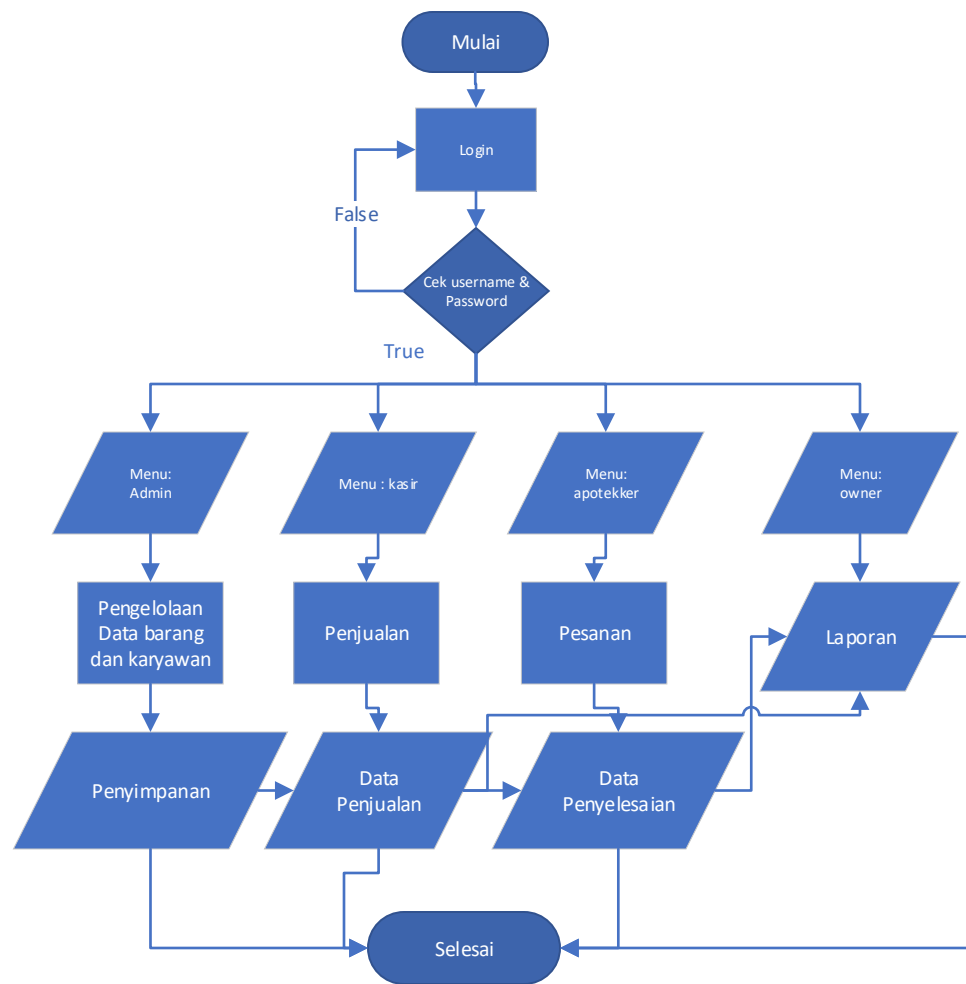 Mulai
Login
False
Cek username &
Password
True
Menu:
Admin
Menu : kasir
Menu:
apotekker
Menu:
owner
Pengelolaan
Data barang
dan karyawan
Penjualan
Pesanan
Laporan
Penyimpanan
Data
Penjualan
Data
Penyelesaian
Selesai